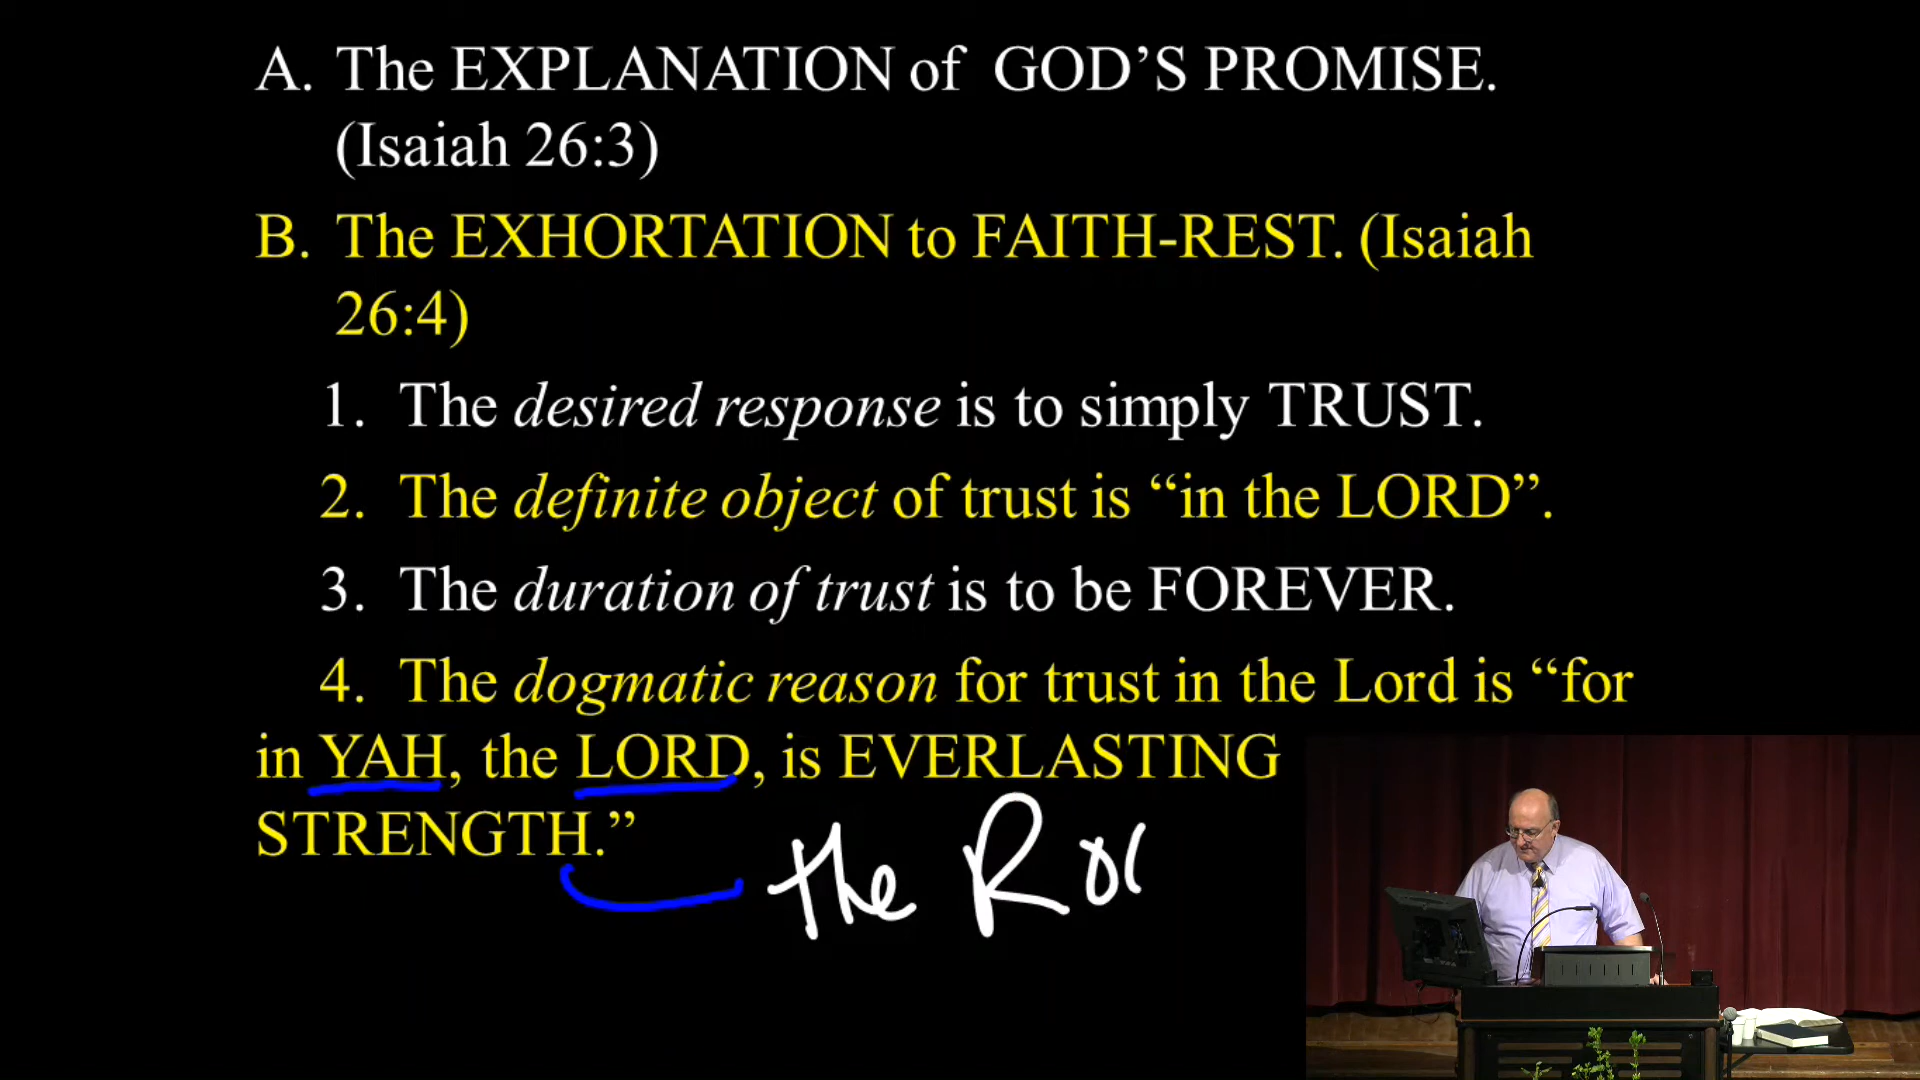 A. The EXPLANATION of GOD’S PROMISE.
(Isaiah 26:3)
B. The EXHORTATION to FAITH-REST. (Isaiah
26:4)
1. The desired response is to simply TRUST.
2. The definite object of trust is “in the LORD”.
3. The duration of trust is to be FOREVER.
4. The dogmatic reason for trust in the Lord is “for
in YAH, the LORD, is EVERLASTING
STRENGTH.”
the Roc